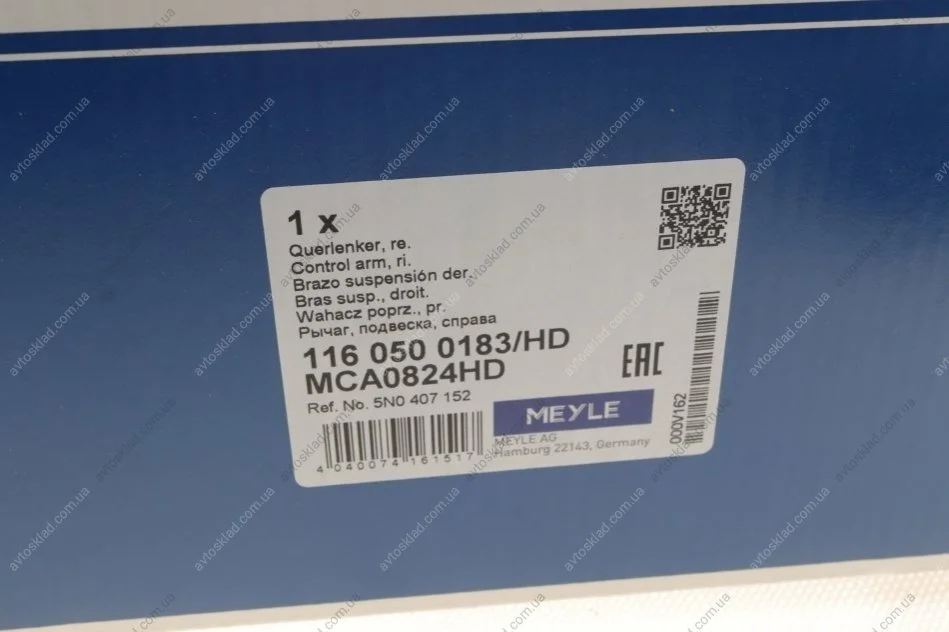 1 x
Querlenker, re.
Control arm, ri.
Brazo suspensión der.
Bras susp., droit.
Wahacz poprz., pr.
Рычаг, подвеска, справа
116 050 0183/HD
MCA0824HD
Ref. No. 5N0 407 152
EAC
MEYLE
MEYLE AG
Hamburg 22143, Germany
4 040074 161517
000V162
avtosklad.com.ua